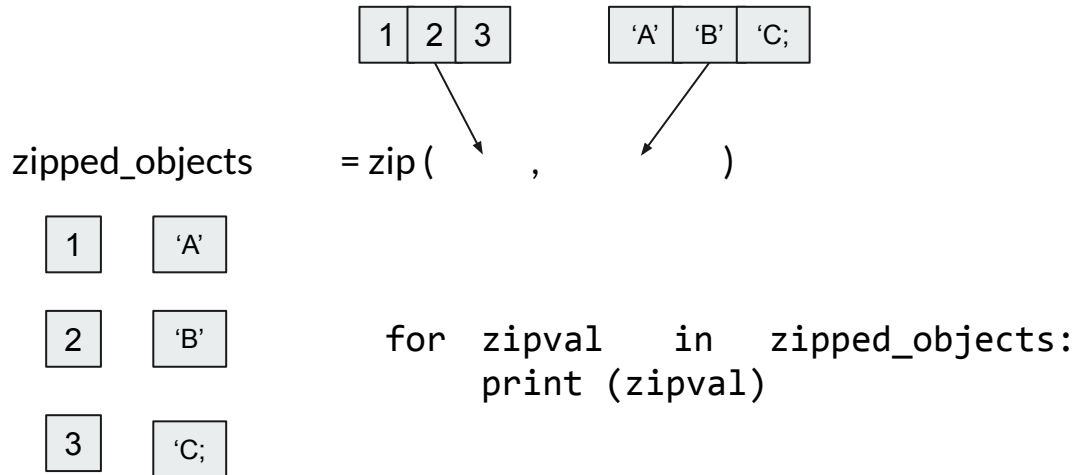 1 2 3 ‘A’ ‘B’ ‘C;
zipped_objects = zip ( , )
1 ‘A’
2 ‘B’
for zipval in zipped_objects:
print (zipval)
3 ‘C;